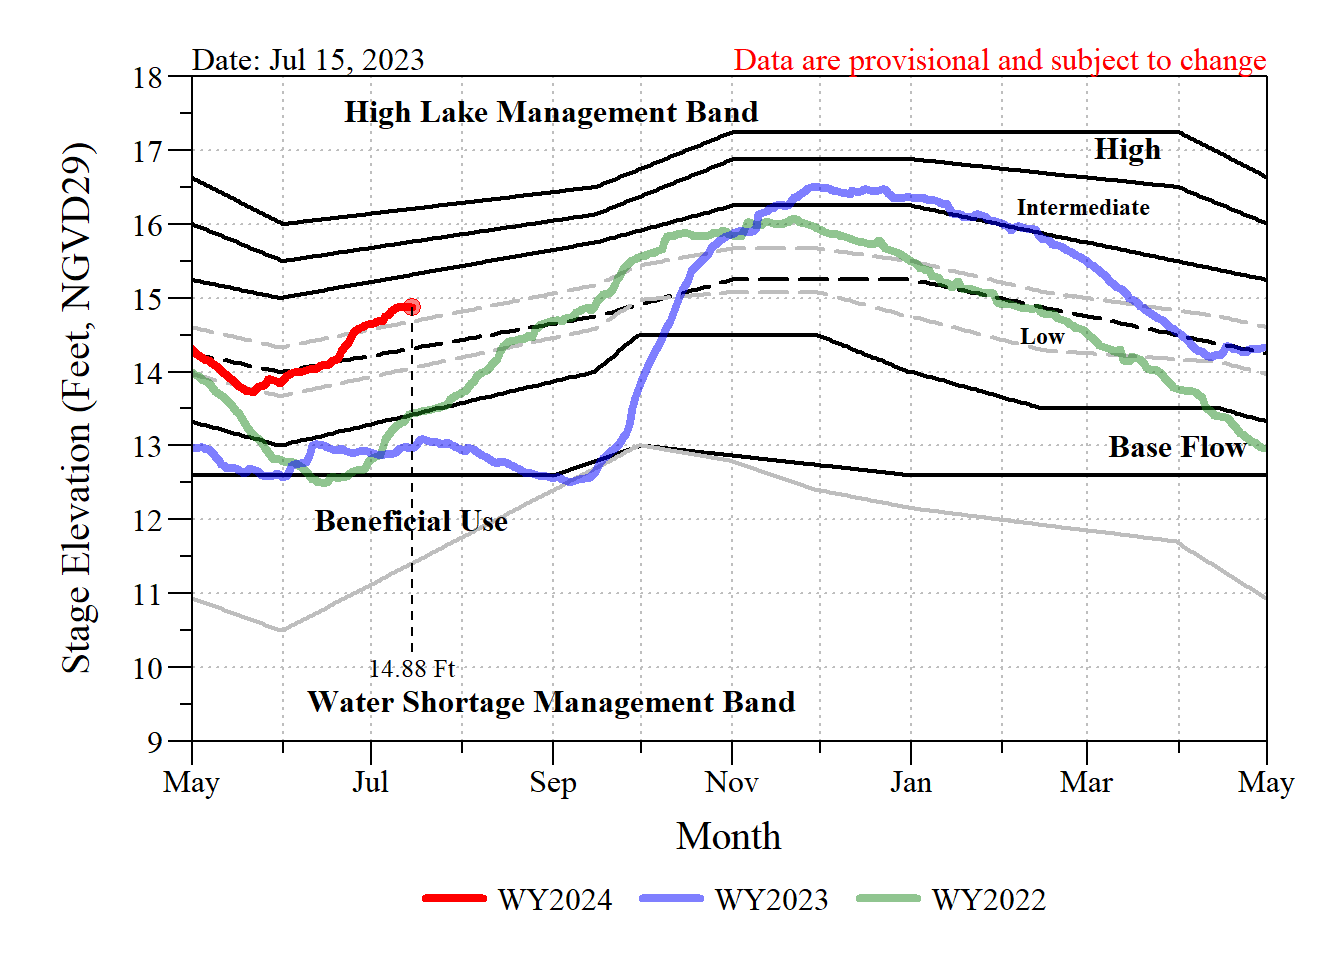 Date: Jul 15, 2023
Data are provisional and subject to change
18
17
16
15
14
13
12
11
10
9
Stage Elevation (Feet, NGVD29)
High Lake Management Band
High
Intermediate
Low
Base Flow
Beneficial Use
14.88 Ft
Water Shortage Management Band
May
Jul
Sep
Nov
Jan
Mar
May
Month
WY2024
WY2023
WY2022